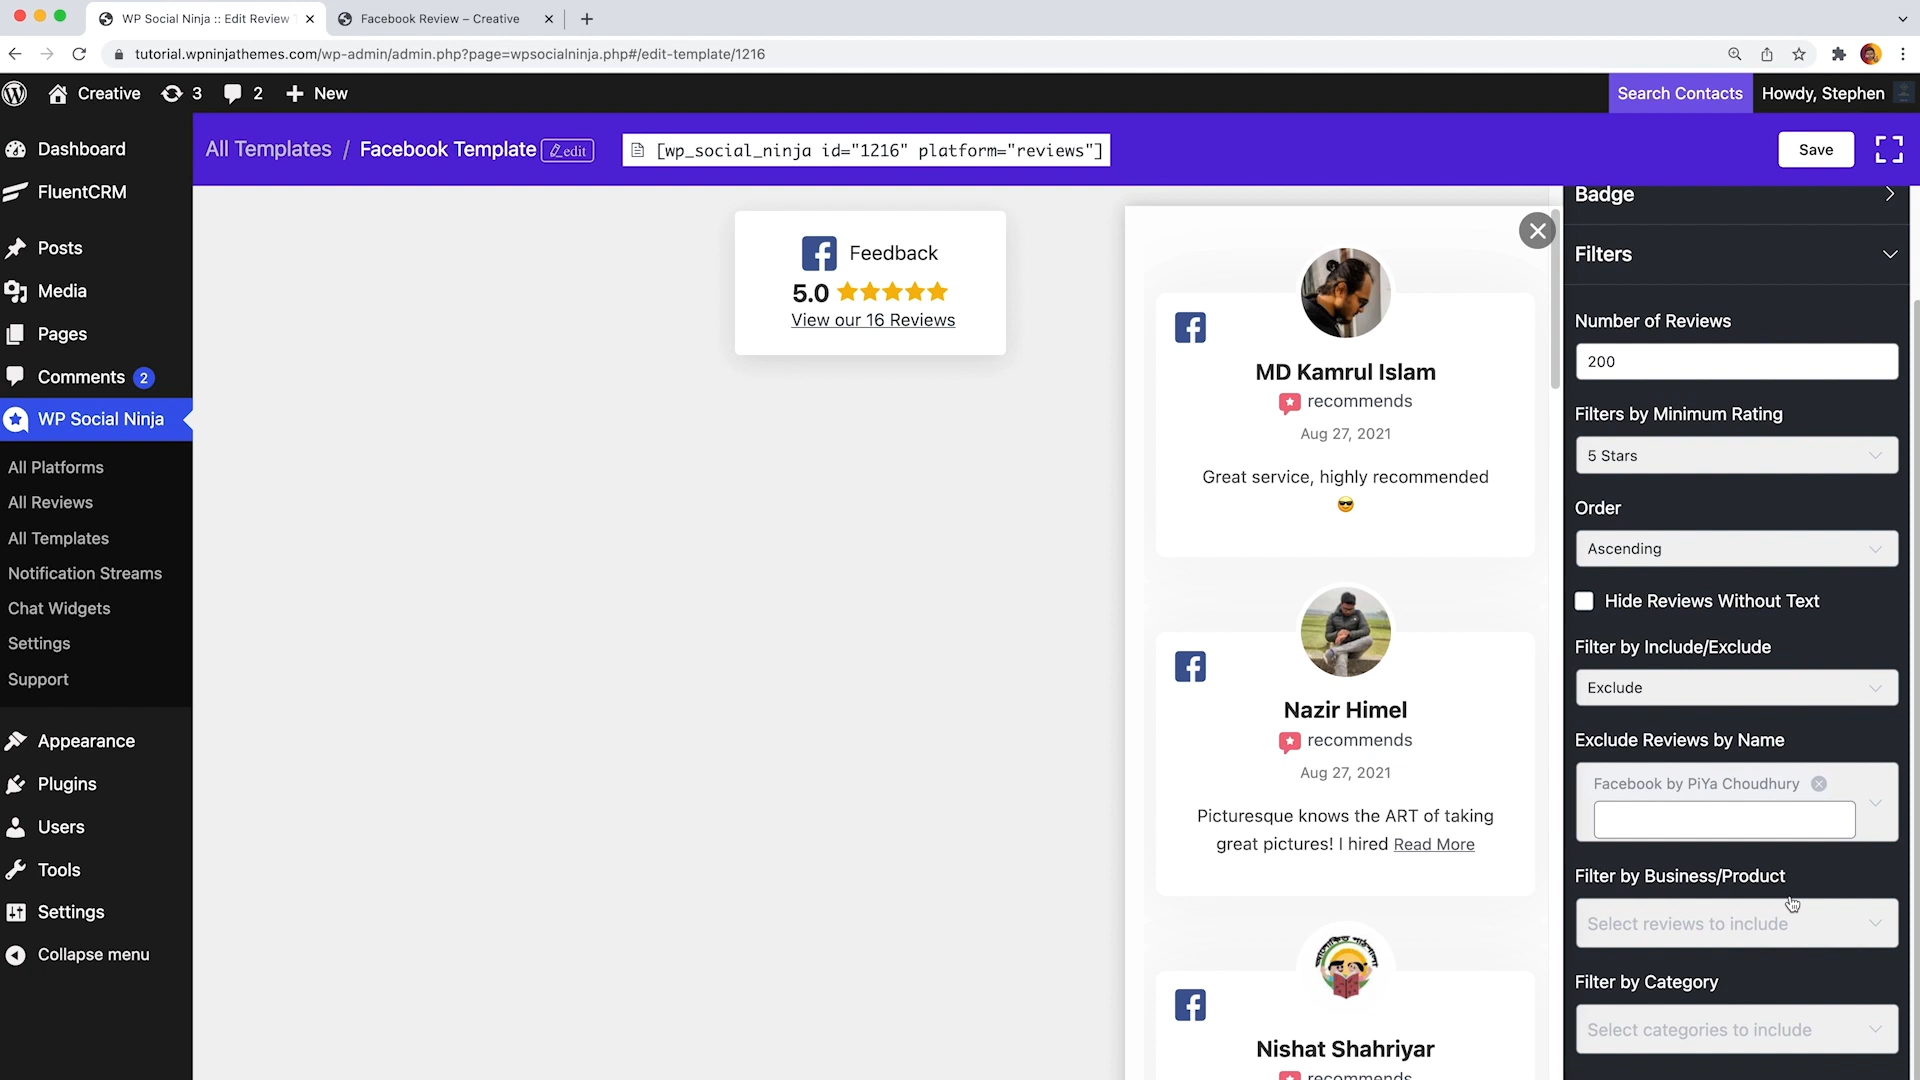 WP Social Ninja :: Edit Review T
Facebook Review – Creative
tutorial.wpninjathemes.com/wp-admin/admin.php?page=wpsocialninja.php#/edit-template/1216
Creative
3
2
New
Search Contacts
Howdy, Stephen
Dashboard
FluentCRM
Posts
Media
Pages
Comments 2
WP Social Ninja
All Platforms
All Reviews
All Templates
Notification Streams
Chat Widgets
Settings
Support
Appearance
Plugins
Users
Tools
Settings
Collapse menu
All Templates / Facebook Template edit
[wp_social_ninja id="1216" platform="reviews"]
Save
Feedback
5.0
View our 16 Reviews
MD Kamrul Islam
recommends
Aug 27, 2021
Great service, highly recommended
😎
Nazir Himel
recommends
Aug 27, 2021
Picturesque knows the ART of taking
great pictures! I hired Read More
Nishat Shahriyar
recommends
Badge
Filters
Number of Reviews
200
Filters by Minimum Rating
5 Stars
Order
Ascending
Hide Reviews Without Text
Filter by Include/Exclude
Exclude
Exclude Reviews by Name
Facebook by PiYa Choudhury
Filter by Business/Product
Select reviews to include
Filter by Category
Select categories to include